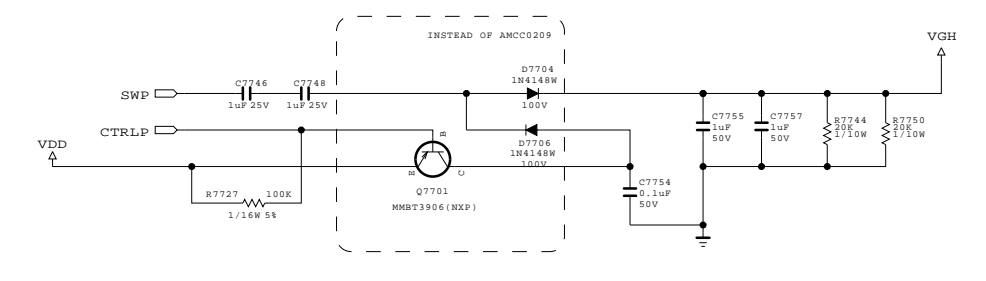 VGH
INSTEAD OF AMCC0209
D7704
1N4148W
100V
C7746
1uF 25V
C7748
1uF 25V
SWP
CTRLP
VDD
B
D7706
1N4148W
100V
C7755
1uF
50V
C7757
1uF
50V
R7744
20K
1/10W
R7750
20K
1/10W
E
C
Q7701
MMBT3906(NXP)
R7727 100K
1/16W 5%
C7754
0.1uF
50V